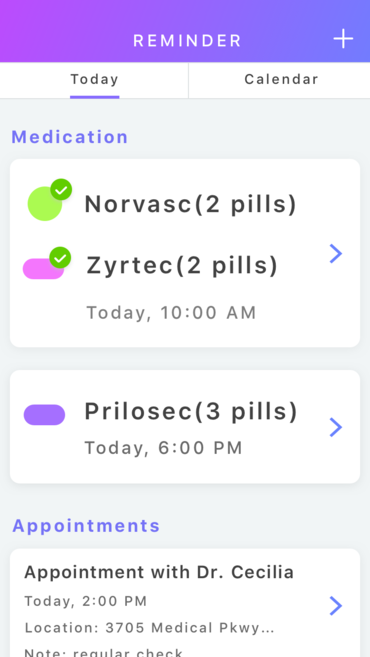 REMINDER
Today
Calendar
Medication
Norvasc(2 pills)
Zyrtec(2 pills)
Today, 10:00 AM
Prilosec(3 pills)
Today, 6:00 PM
Appointments
Appointment with Dr. Cecilia
Today, 2:00 PM
Location: 3705 Medical Pkwy...
Note: regular check